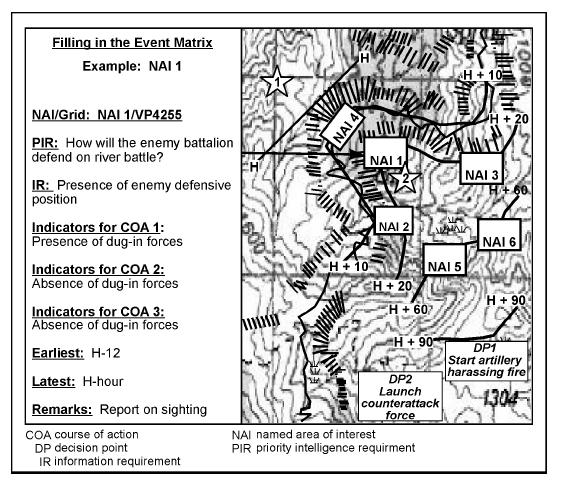 Filling in the Event Matrix
Example: NAI 1
NAI/Grid: NAI 1/VP4255
PIR: How will the enemy battalion
defend on river battle?
IR: Presence of enemy defensive
position
Indicators for COA 1:
Presence of dug-in forces
Indicators for COA 2:
Absence of dug-in forces
Indicators for COA 3:
Absence of dug-in forces
Earliest: H-12
Latest: H-hour
Remarks: Report on sighting
1
H
H + 10
H + 20
NAI 4
H
NAI 1
2
NAI 3
H + 60
NAI 2
NAI 6
NAI 5
H + 10
H + 20
H + 60
H + 90
H + 90
DP1
Start artillery
harassing fire
DP2
Launch
counterattack
force
1304
COA course of action
DP decision point
IR information requirement
NAI named area of interest
PIR priority intelligence requirment